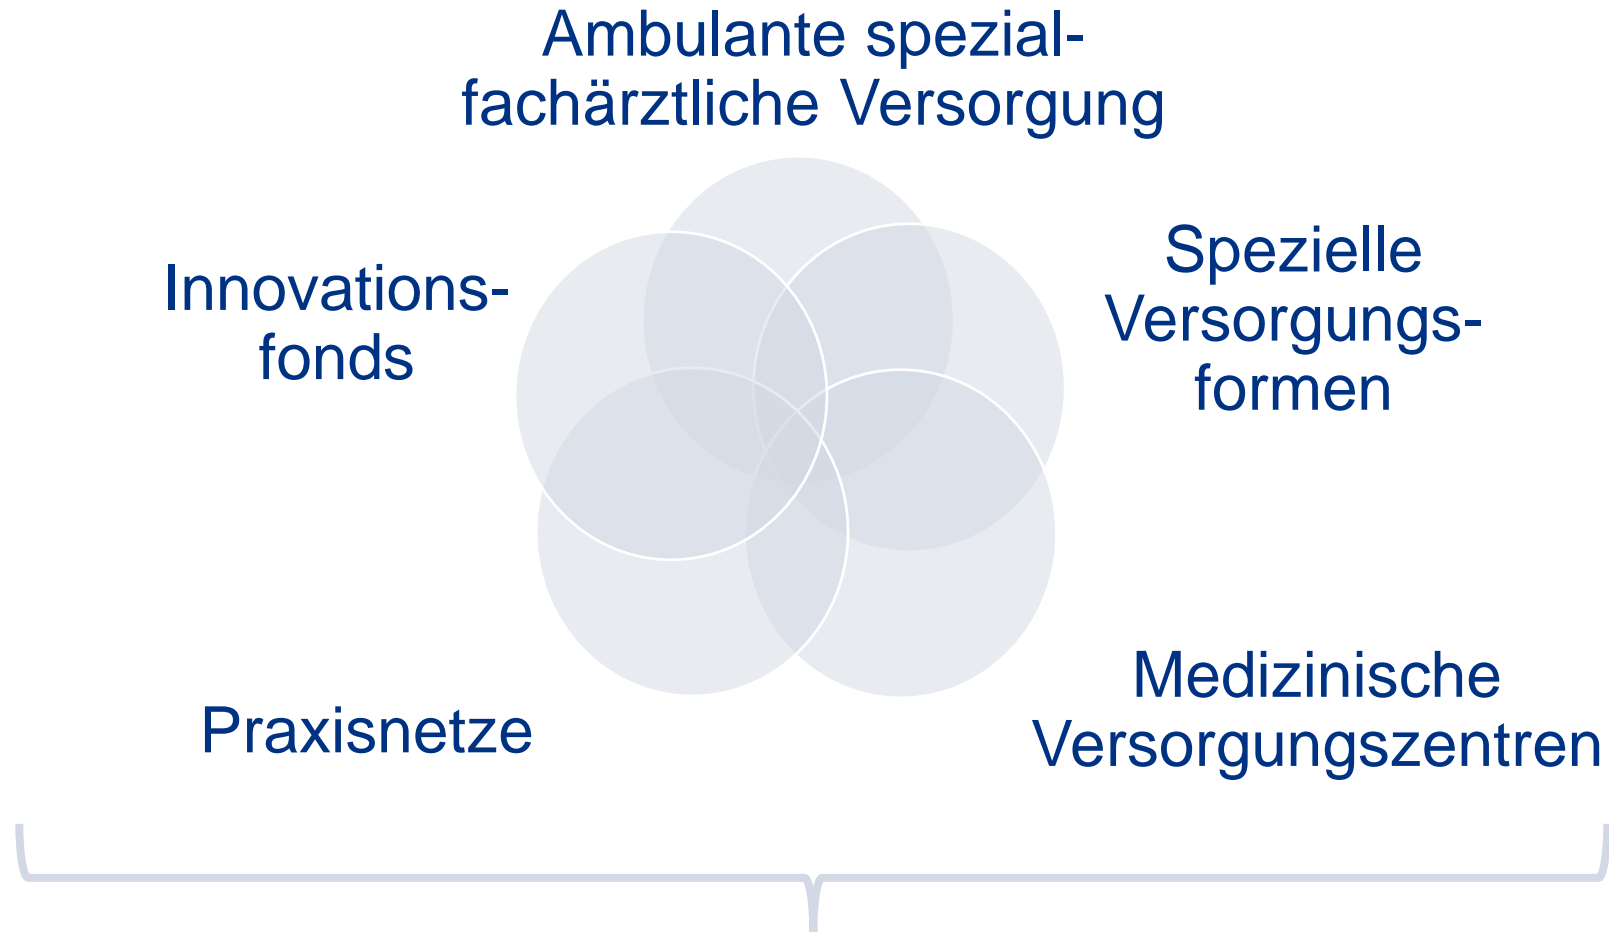 Ambulante spezial-
fachärztliche Versorgung
Innovations-
fonds
Spezielle
Versorgungs-
formen
Praxisnetze
Medizinische
Versorgungszentren